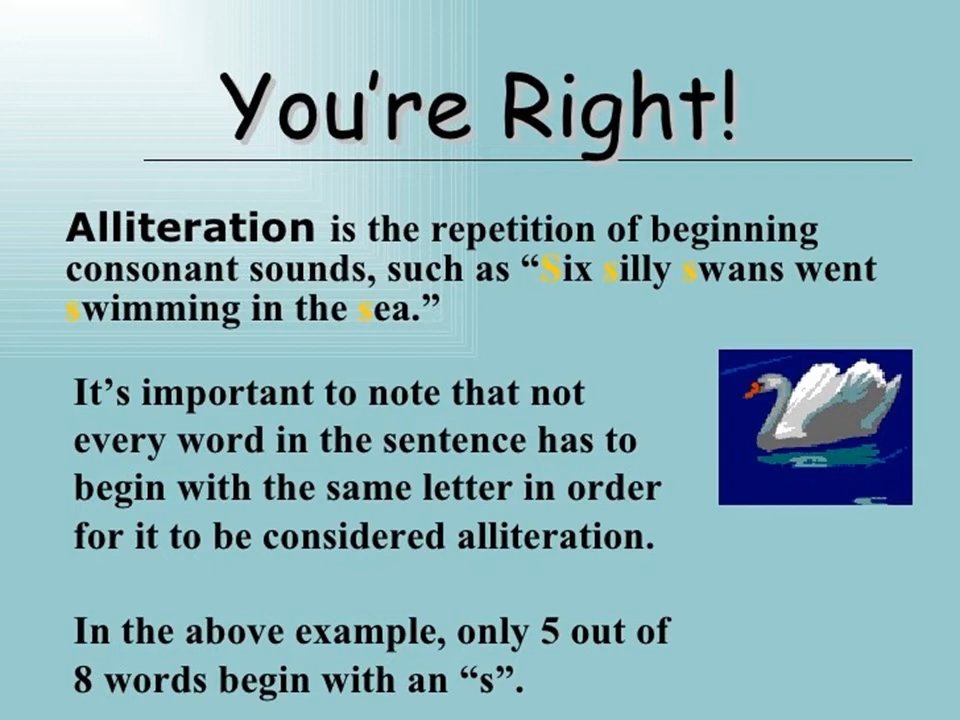 You’re Right!
Alliteration is the repetition of beginning
consonant sounds, such as “Six silly swans went
swimming in the sea.”
It’s important to note that not
every word in the sentence has to
begin with the same letter in order
for it to be considered alliteration.
In the above example, only 5 out of
8 words begin with an “s”.